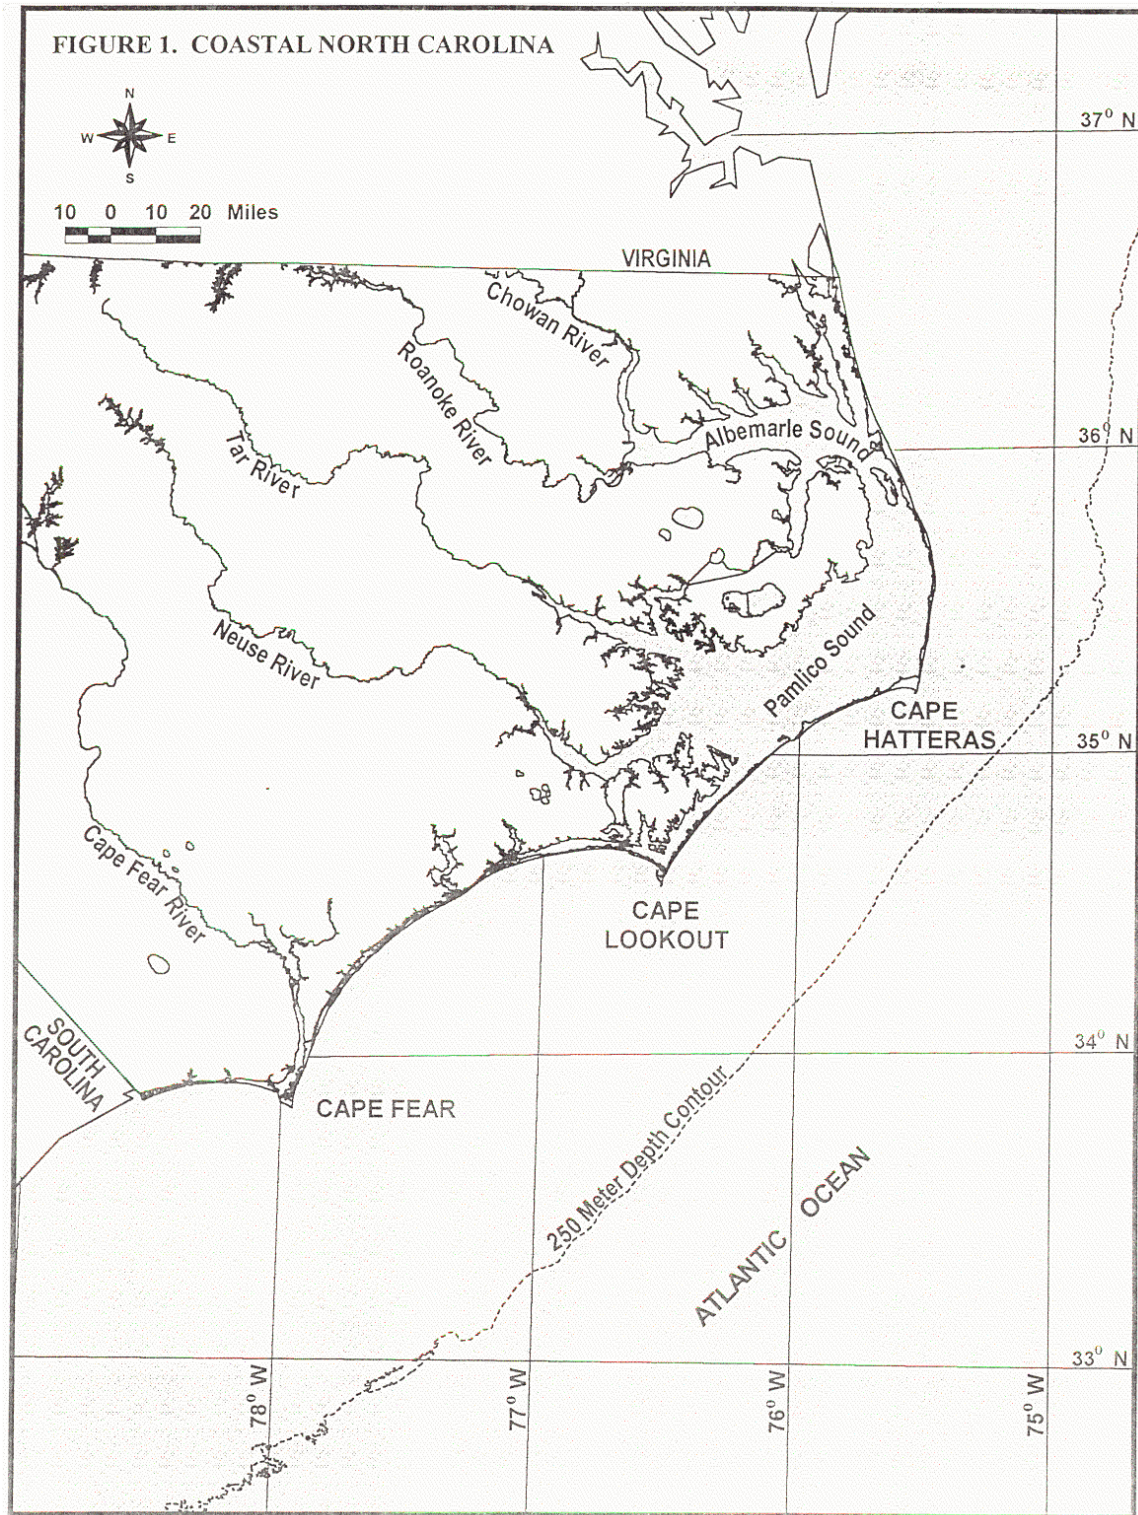 FIGURE 1. COASTAL NORTH CAROLINA
N
W E
S
10 0 10 20 Miles
37° N
VIRGINIA
Chowan River
Roanoke River
Tar River
Albemarle Sound
36° N
Neuse River
Pamlico Sound
CAPE
HATTERAS
35° N
Cape Fear River
CAPE
LOOKOUT
SOUTH
CAROLINA
34° N
CAPE FEAR
250 Meter Depth Contour
ATLANTIC OCEAN
33° N
78° W
77° W
76° W
75° W